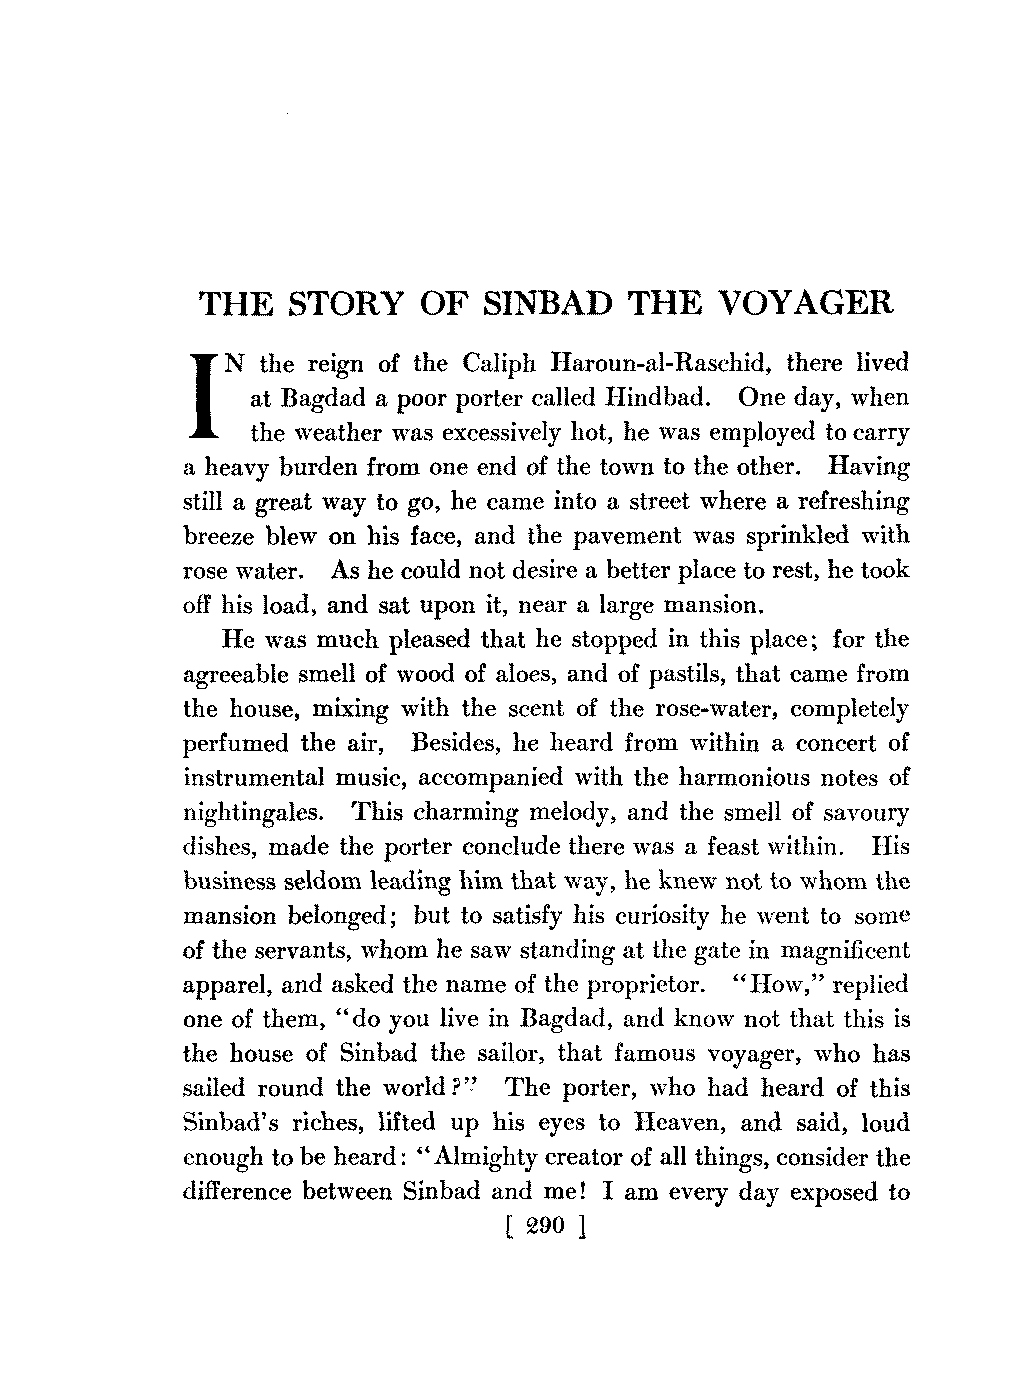 THE STORY OF SINBAD THE VOYAGER
IN the reign of the Caliph Haroun-al-Raschid, there lived
at Bagdad a poor porter called Hindbad. One day, when
the weather was excessively hot, he was employed to carry
a heavy burden from one end of the town to the other. Having
still a great way to go, he came into a street where a refreshing
breeze blew on his face, and the pavement was sprinkled with
rose water. As he could not desire a better place to rest, he took
off his load, and sat upon it, near a large mansion.
He was much pleased that he stopped in this place; for the
agreeable smell of wood of aloes, and of pastils, that came from
the house, mixing with the scent of the rose-water, completely
perfumed the air, Besides, he heard from within a concert of
instrumental music, accompanied with the harmonious notes of
nightingales. This charming melody, and the smell of savoury
dishes, made the porter conclude there was a feast within. His
business seldom leading him that way, he knew not to whom the
mansion belonged; but to satisfy his curiosity he went to some
of the servants, whom he saw standing at the gate in magnificent
apparel, and asked the name of the proprietor. "How," replied
one of them, "do you live in Bagdad, and know not that this is
the house of Sinbad the sailor, that famous voyager, who has
sailed round the world?" The porter, who had heard of this
Sinbad's riches, lifted up his eyes to Heaven, and said, loud
enough to be heard: "Almighty creator of all things, consider the
difference between Sinbad and me! I am every day exposed to
[ 290 ]